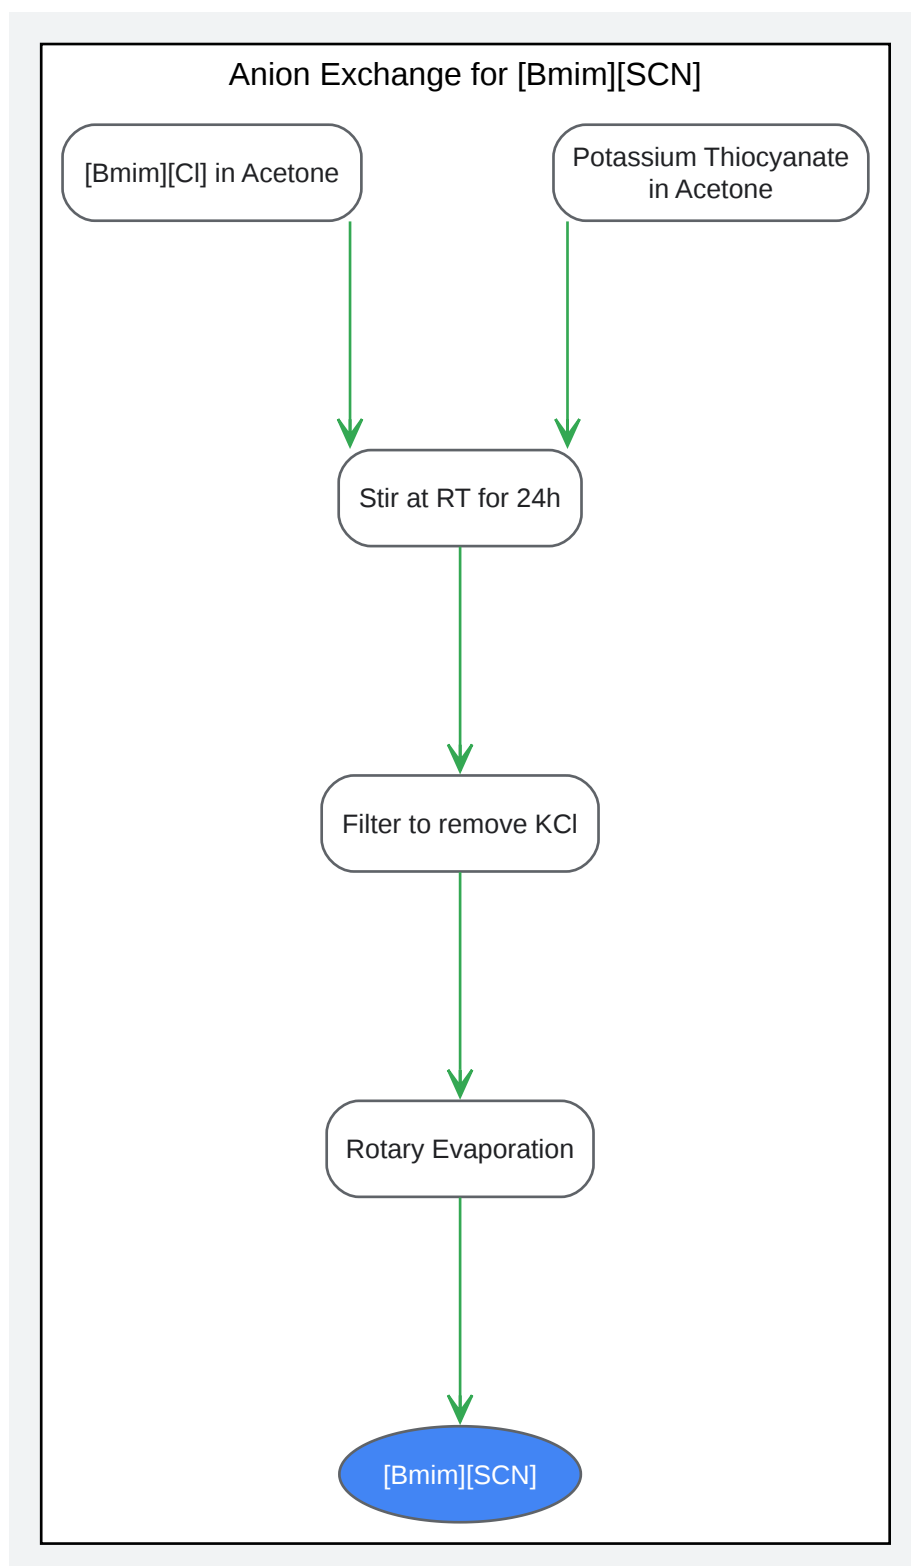 Anion Exchange for [Bmim][SCN]
[Bmim][Cl] in Acetone
Potassium Thiocyanate
in Acetone
Stir at RT for 24h
Filter to remove KCl
Rotary Evaporation
[Bmim][SCN]